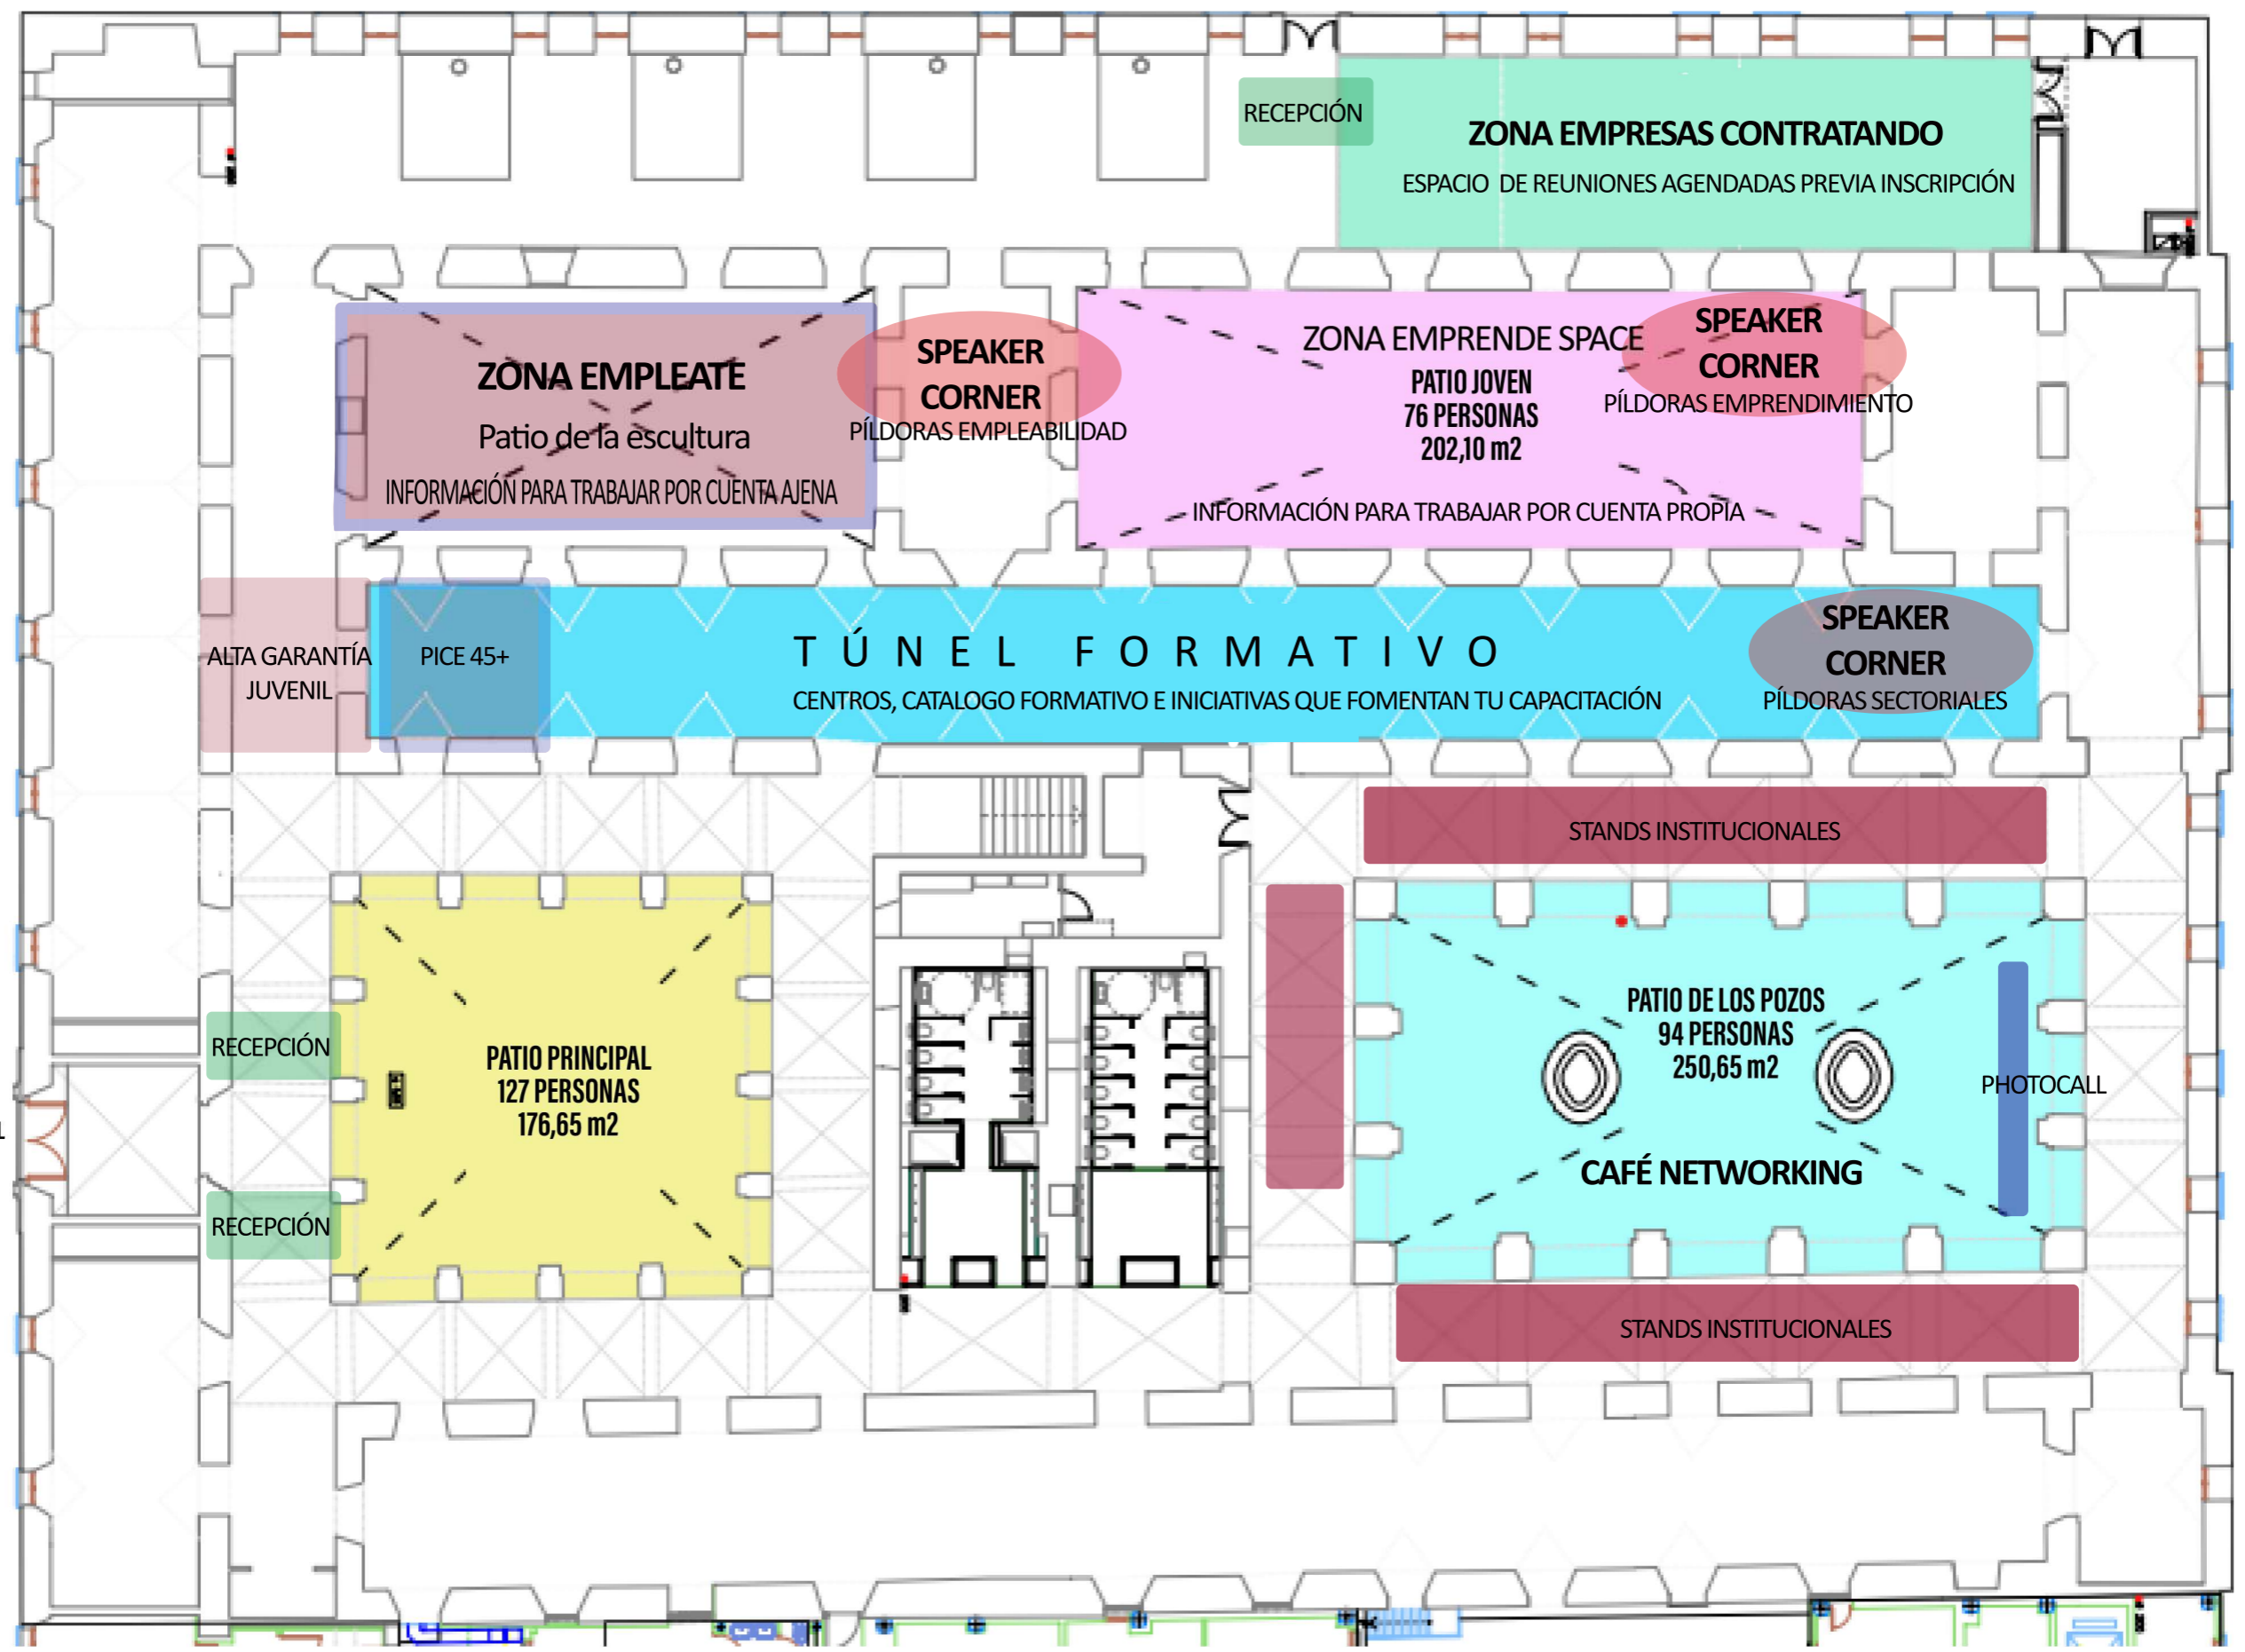 RECEPCIÓN
ZONA EMPRESAS CONTRATANDO
ESPACIO DE REUNIONES AGENDADAS PREVIA INSCRIPCIÓN
ZONA EMPLEATE
Patio de la escultura
INFORMACIÓN PARA TRABAJAR POR CUENTA AJENA
SPEAKER
CORNER
PÍLDORAS EMPLEABILIDAD
ZONA EMPRENDE SPACE
PATIO JOVEN
76 PERSONAS
202,10 m2
INFORMACIÓN PARA TRABAJAR POR CUENTA PROPIA
SPEAKER
CORNER
PÍLDORAS EMPRENDIMIENTO
ALTA GARANTÍA
JUVENIL
PICE 45+
TÚNEL FORMATIVO
CENTROS, CATALOGO FORMATIVO E INICIATIVAS QUE FOMENTAN TU CAPACITACIÓN
SPEAKER
CORNER
PÍLDORAS SECTORIALES
STANDS INSTITUCIONALES
RECEPCIÓN
PATIO PRINCIPAL
127 PERSONAS
176,65 m2
RECEPCIÓN
PATIO DE LOS POZOS
94 PERSONAS
250,65 m2
PHOTOCALL
CAFÉ NETWORKING
STANDS INSTITUCIONALES